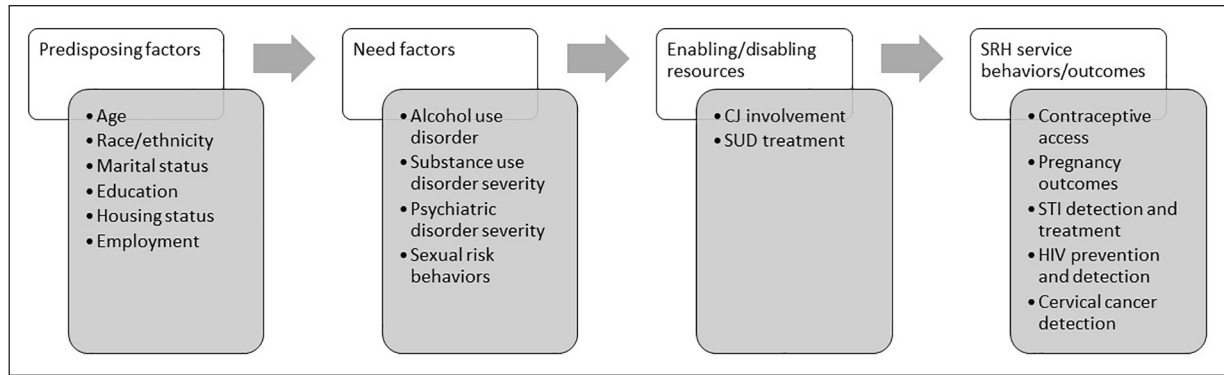 Predisposing factors
• Age
• Race/ethnicity
• Marital status
• Education
• Housing status
• Employment
Need factors
• Alcohol use
disorder
• Substance use
disorder severity
• Psychiatric
disorder severity
• Sexual risk
behaviors
Enabling/disabling
resources
• CJ involvement
• SUD treatment
SRH service
behaviors/outcomes
• Contraceptive
access
• Pregnancy
outcomes
• STI detection and
treatment
• HIV prevention
and detection
• Cervical cancer
detection